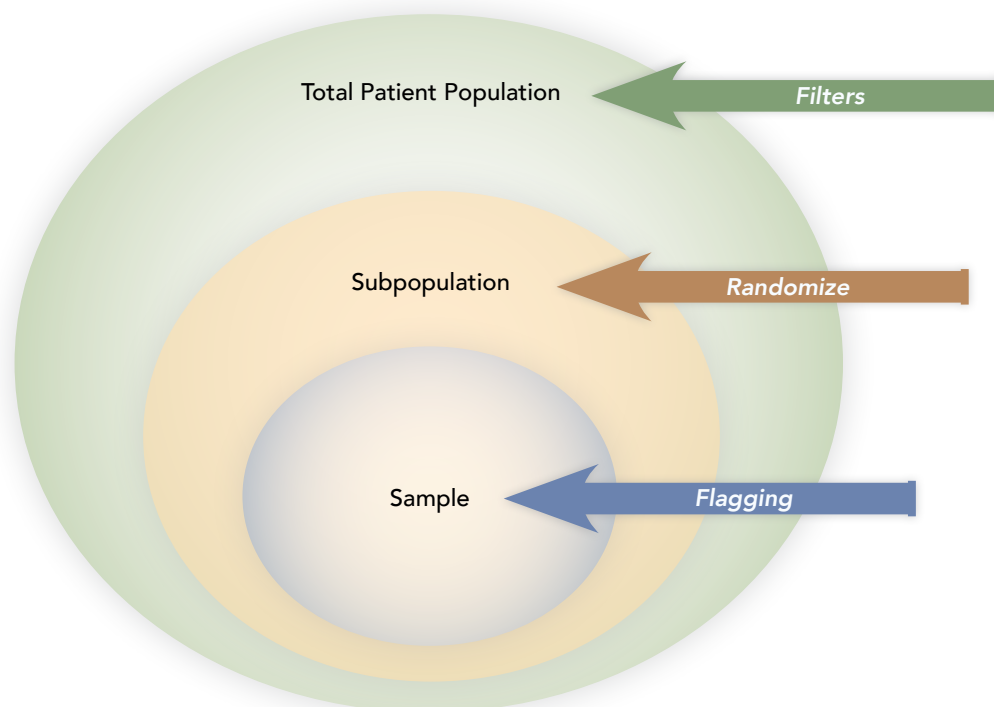 Total Patient Population
Filters
Subpopulation
Randomize
Sample
Flagging